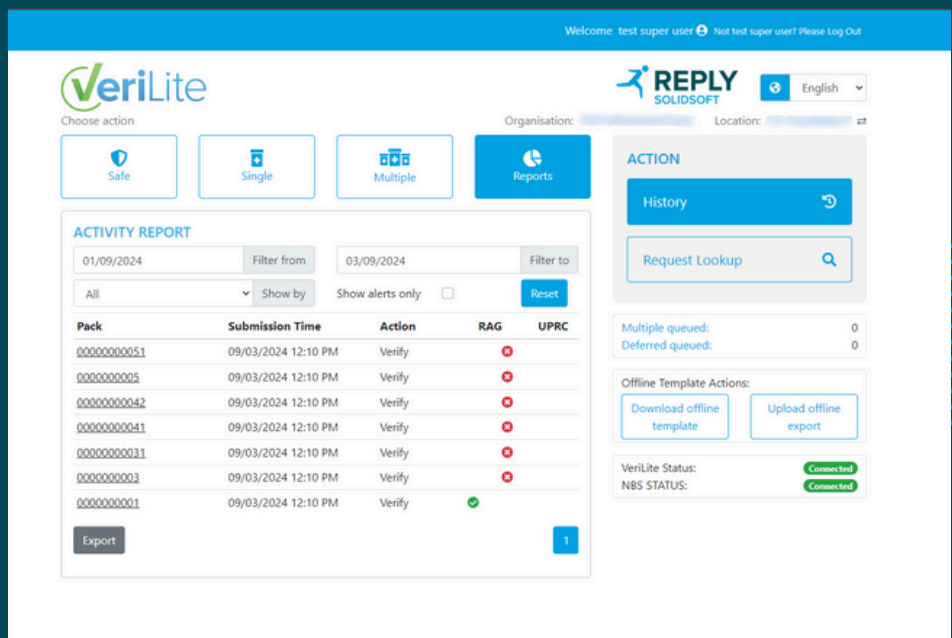 Welcome test super user Not test super user? Please Log Out
VeriLite
REPLY
SOLIDSOFT
English
Choose action
Organisation:
Location:
Safe
Single
Multiple
Reports
ACTION
History
Request Lookup
ACTIVITY REPORT
01/09/2024 Filter from 03/09/2024 Filter to
All Show by Show alerts only Reset
Pack Submission Time Action RAG UPRC
00000000051 09/03/2024 12:10 PM Verify
0000000005 09/03/2024 12:10 PM Verify
00000000042 09/03/2024 12:10 PM Verify
00000000041 09/03/2024 12:10 PM Verify
00000000031 09/03/2024 12:10 PM Verify
0000000003 09/03/2024 12:10 PM Verify
0000000001 09/03/2024 12:10 PM Verify
Export 1
Multiple queued: 0
Deferred queued: 0
Offline Template Actions:
Download offline
template
Upload offline
export
VeriLite Status: Connected
NBS STATUS: Connected